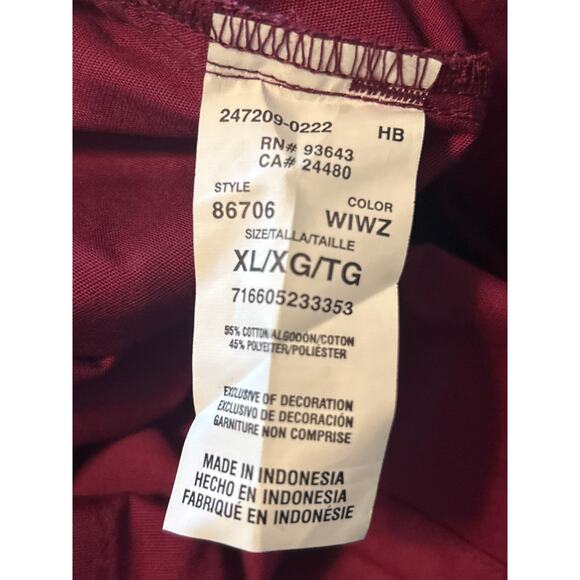 247209-0222 HB
RN# 93643
CA# 24480
STYLE COLOR
86706 WIWZ
SIZE/TALLA/TAILLE
XL/XG/TG
716605233353
55% COTTON/ALGODÓN/COTON
45% POLYESTER/POLIÉSTER
EXCLUSIVE OF DECORATION
EXCLUSIVO DE DECORACIÓN
GARNITURE NON COMPRISE
MADE IN INDONESIA
HECHO EN INDONESIA
FABRIQUÉ EN INDONÉSIE